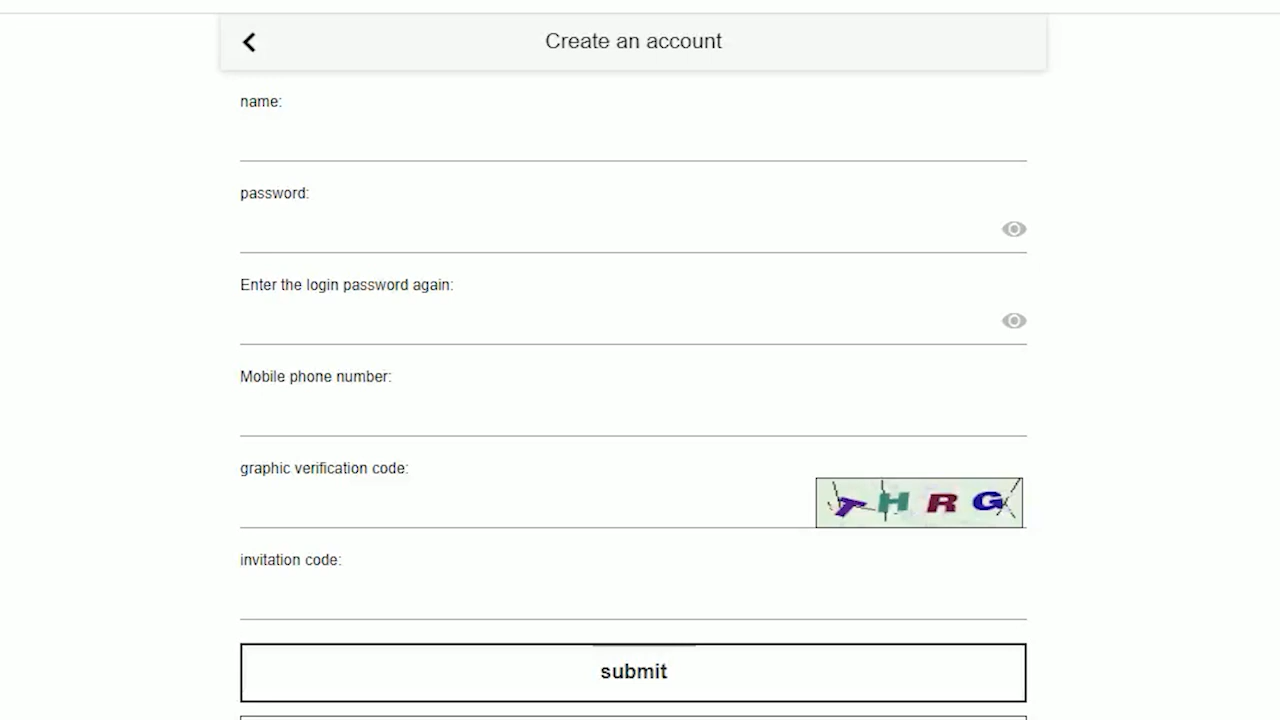 Create an account
name:
password:
Enter the login password again:
Mobile phone number:
graphic verification code:
THRG
invitation code:
submit